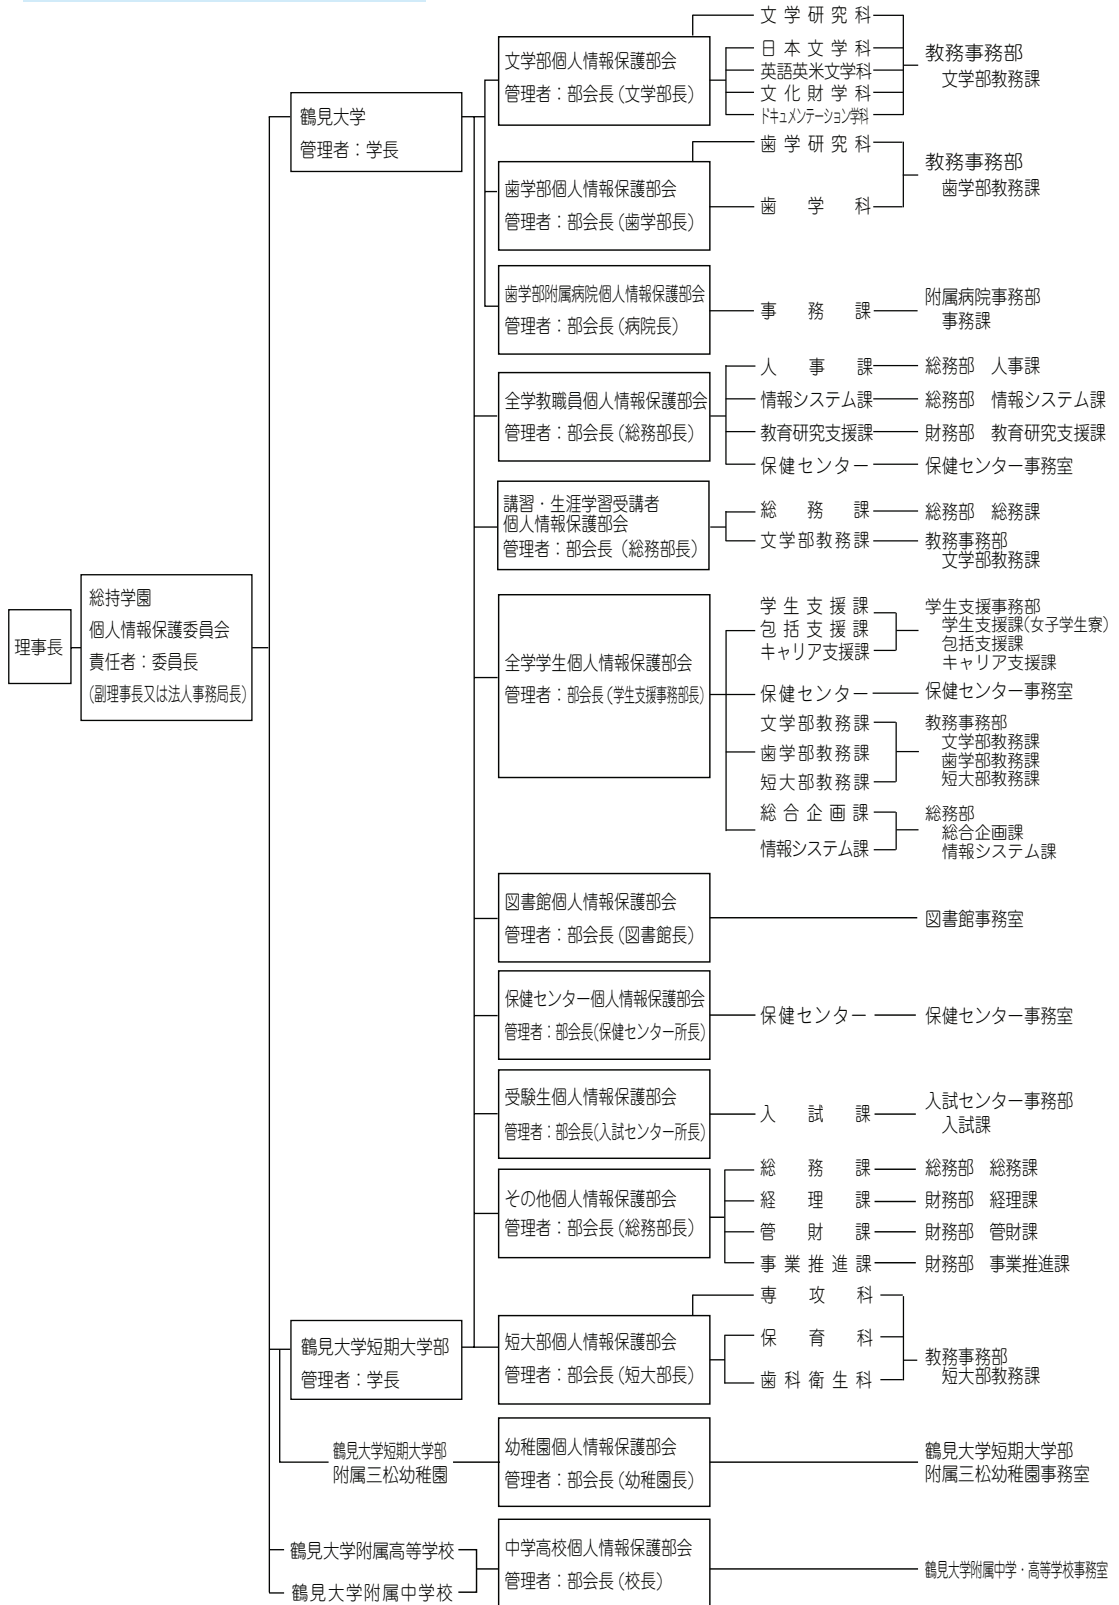 理事長
総持学園
個人情報保護委員会
責任者：委員長
(副理事長又は法人事務局長)
鶴見大学
管理者：学長
文学部個人情報保護部会
管理者：部会長 (文学部長)
文学研究科
日本文学科
英語英米文学科
文化財学科
ドキュメンテーション学科
教務事務部
文学部教務課
歯学部個人情報保護部会
管理者：部会長 (歯学部長)
歯学研究科
歯学科
教務事務部
歯学部教務課
歯学部附属病院個人情報保護部会
管理者：部会長 (病院長)
事務課
附属病院事務部
事務課
全学教職員個人情報保護部会
管理者：部会長 (総務部長)
人事課
総務部　人事課
情報システム課
総務部　情報システム課
教育研究支援課
財務部　教育研究支援課
保健センター
保健センター事務室
講習・生涯学習受講者
個人情報保護部会
管理者：部会長（総務部長）
総務課
総務部　総務課
文学部教務課
教務事務部
文学部教務課
全学学生個人情報保護部会
管理者：部会長 (学生支援事務部長)
学生支援課
包括支援課
キャリア支援課
学生支援事務部
学生支援課(女子学生寮)
包括支援課
キャリア支援課
保健センター
保健センター事務室
文学部教務課
歯学部教務課
短大部教務課
教務事務部
文学部教務課
歯学部教務課
短大部教務課
総合企画課
情報システム課
総務部
総合企画課
情報システム課
図書館個人情報保護部会
管理者：部会長 (図書館長)
図書館事務室
保健センター個人情報保護部会
管理者：部会長(保健センター所長)
保健センター
保健センター事務室
受験生個人情報保護部会
管理者：部会長(入試センター所長)
入試課
入試センター事務部
入試課
その他個人情報保護部会
管理者：部会長 (総務部長)
総務課
総務部　総務課
経理課
財務部　経理課
管財課
財務部　管財課
事業推進課
財務部　事業推進課
鶴見大学短期大学部
管理者：学長
短大部個人情報保護部会
管理者：部会長 (短大部長)
専攻科
保育科
歯科衛生科
教務事務部
短大部教務課
鶴見大学短期大学部
附属三松幼稚園
幼稚園個人情報保護部会
管理者：部会長 (幼稚園長)
鶴見大学短期大学部
附属三松幼稚園事務室
鶴見大学附属高等学校
鶴見大学附属中学校
中学高校個人情報保護部会
管理者：部会長 (校長)
鶴見大学附属中学・高等学校事務室